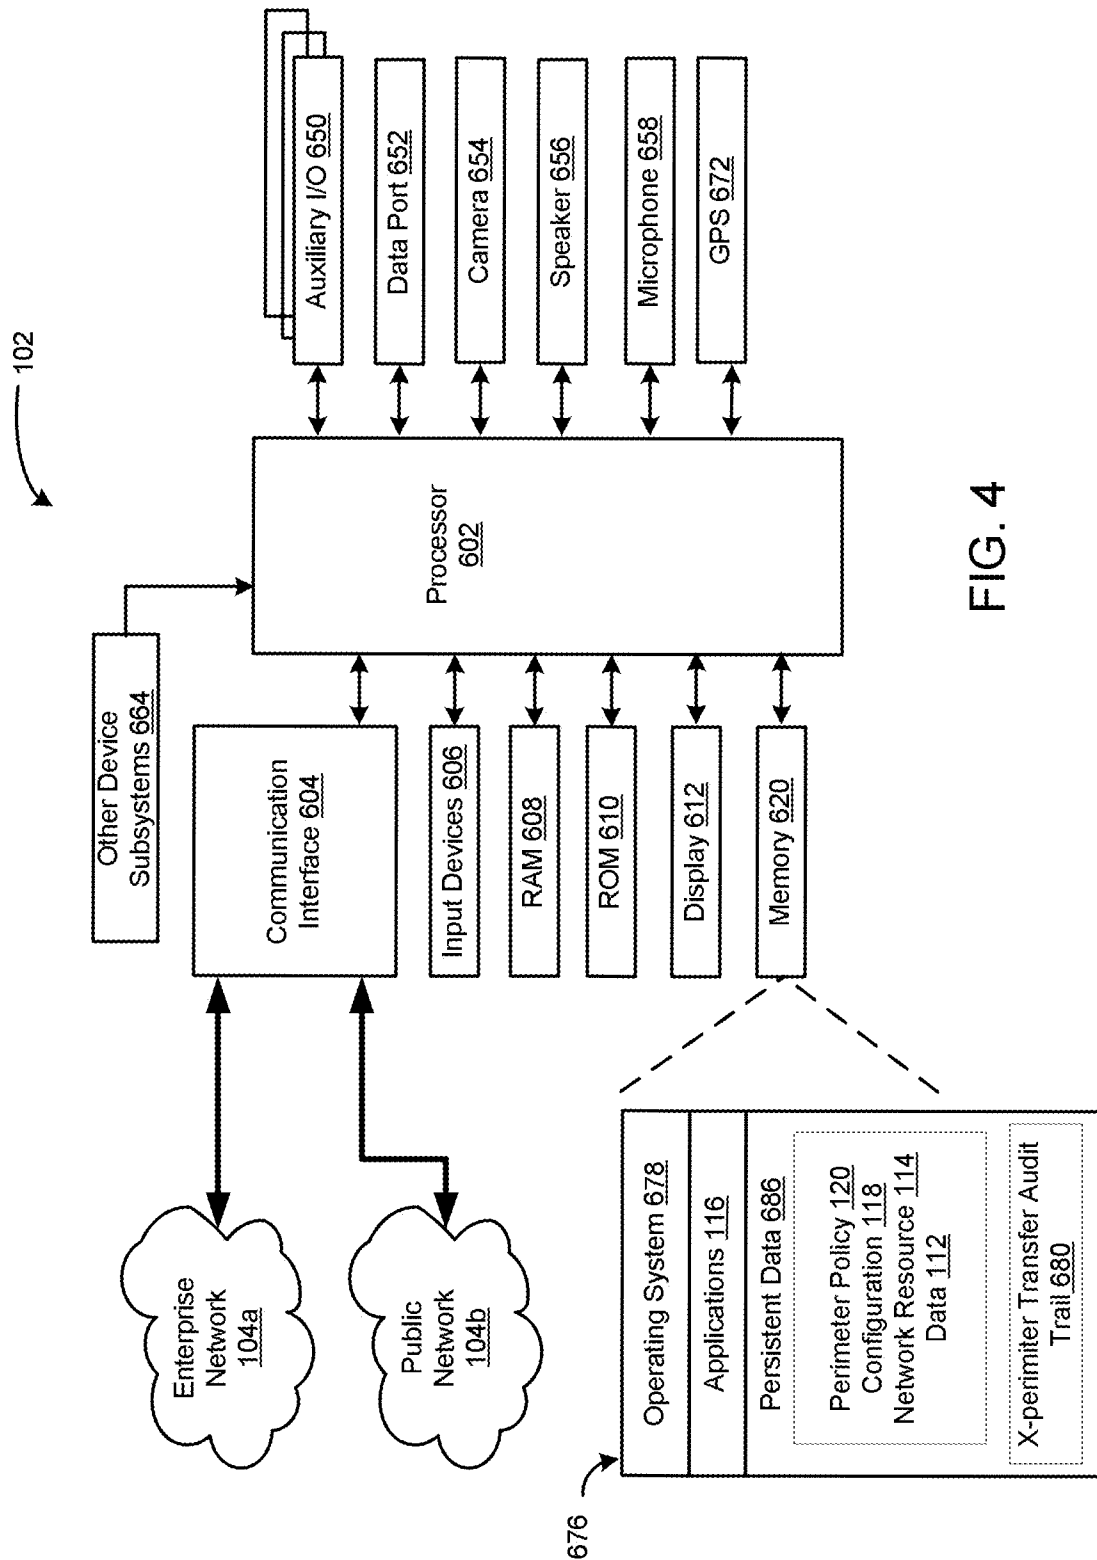 102
Other Device
Subsystems 664
Enterprise
Network
104a
Public
Network
104b
Communication
Interface 604
Input Devices 606
RAM 608
ROM 610
Display 612
Memory 620
Processor
602
Auxiliary I/O 650
Data Port 652
Camera 654
Speaker 656
Microphone 658
GPS 672
676
Operating System 678
Applications 116
Persistent Data 686
Perimeter Policy 120
Configuration 118
Network Resource 114
Data 112
X-perimiter Transfer Audit
Trail 680
FIG. 4